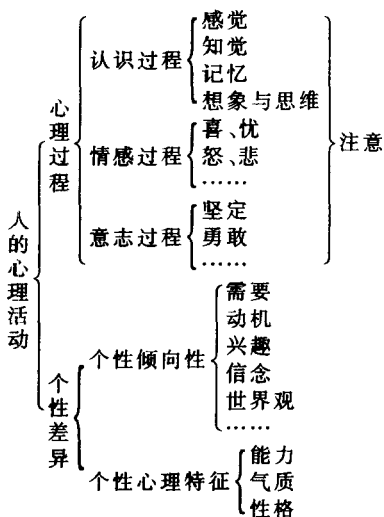 人的心理活动
心理过程
认识过程
感觉
知觉
记忆
想象与思维
情感过程
喜、忧
怒、悲
……
意志过程
坚定
勇敢
……
注意
个性差异
个性倾向性
需要
动机
兴趣
信念
世界观
……
个性心理特征
能力
气质
性格